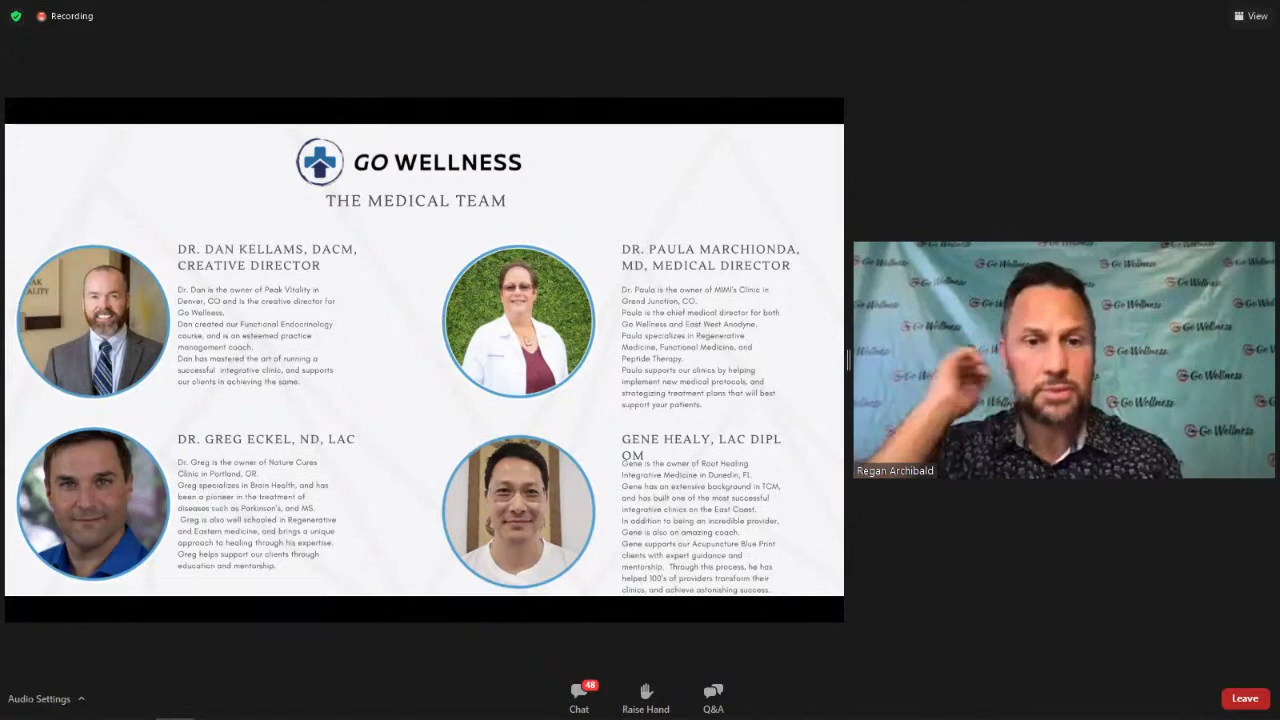 Recording
View
GO WELLNESS
THE MEDICAL TEAM
DR. DAN KELLAMS, DACM,
CREATIVE DIRECTOR
Dr. Dan is the owner of Peak Vitality in
Denver, CO and is the creative director for
Go Wellness.
Dan created our Functional Endocrinology
course, and is an esteemed practice
management coach.
Dan has mastered the art of running a
successful integrative clinic, and supports
our clients in achieving the same.
DR. PAULA MARCHIONDA,
MD, MEDICAL DIRECTOR
Dr. Paula is the owner of MIMI's Clinic in
Grand Junction, CO.
Paula is the chief medical director for both
Go Wellness and East West Anodyne.
Paula specializes in Regenerative
Medicine, Functional Medicine, and
Peptide Therapy.
Paula supports our clinics by helping
implement new medical protocols, and
strategizing treatment plans that will best
support your patients.
DR. GREG ECKEL, ND, LAC
Dr. Greg is the owner of Nature Cures
Clinic in Portland, OR.
Greg specializes in Brain Health, and has
been a pioneer in the treatment of
diseases such as Parkinson's, and MS.
Greg is also well schooled in Regenerative
and Eastern medicine, and brings a unique
approach to healing through his expertise.
Greg helps support our clients through
education and mentorship.
GENE HEALY, LAC DIPL
OM
Gene is the owner of Root Healing
Integrative Medicine in Dunedin, FL.
Gene has an extensive background in TCM,
and has built one of the most successful
integrative clinics on the East Coast.
In addition to being an incredible provider,
Gene is also an amazing coach.
Gene supports our Acupuncture Blue Print
clients with expert guidance and
mentorship. Through this process, he has
helped 100's of providers transform their
clinics, and achieve astonishing success.
Go Wellness
Go Wellness
Go Wellness
Go Wellness
Go Wellness
Go Wellness
Regan Archibald
Audio Settings
48
Chat
Raise Hand
Q&A
Leave